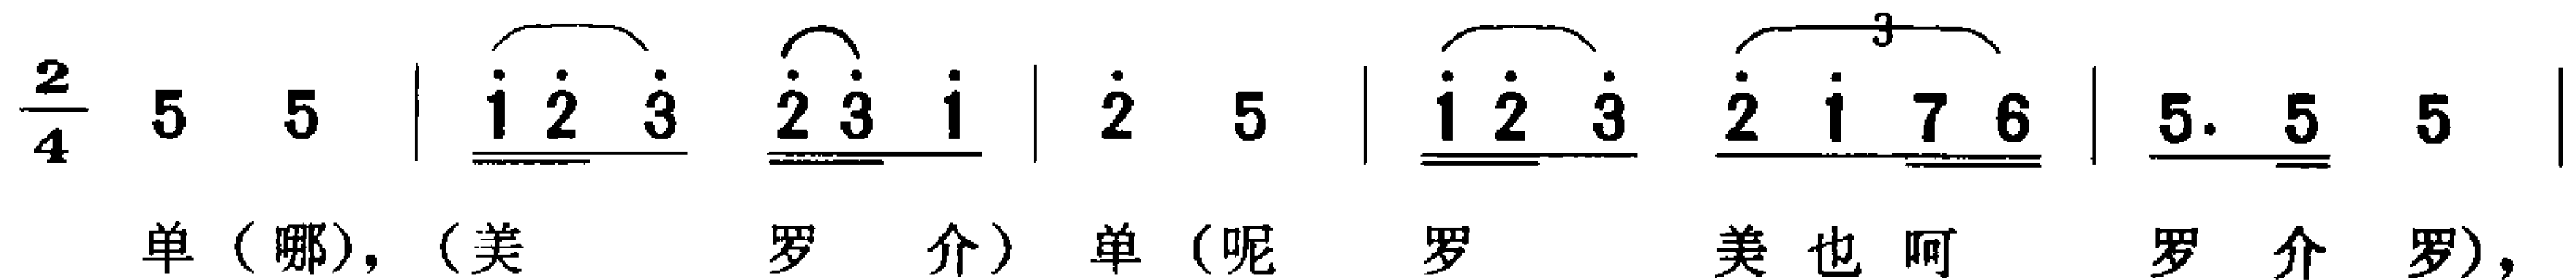 2/4 5 5 | i̇ 2̇ 3̇ 2̇ 3̇ i̇ | 2̇ 5 | i̇ 2̇ 3̇ 2̇ i̇ 7 6 | 5. 5 5 |
3
单（哪），（美 罗 介）单（呢 罗 美也呵 罗介罗），